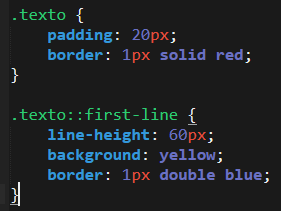 .texto {
    padding: 20px;
    border: 1px solid red;
}

.texto::first-line {
    line-height: 60px;
    background: yellow;
    border: 1px double blue;
}